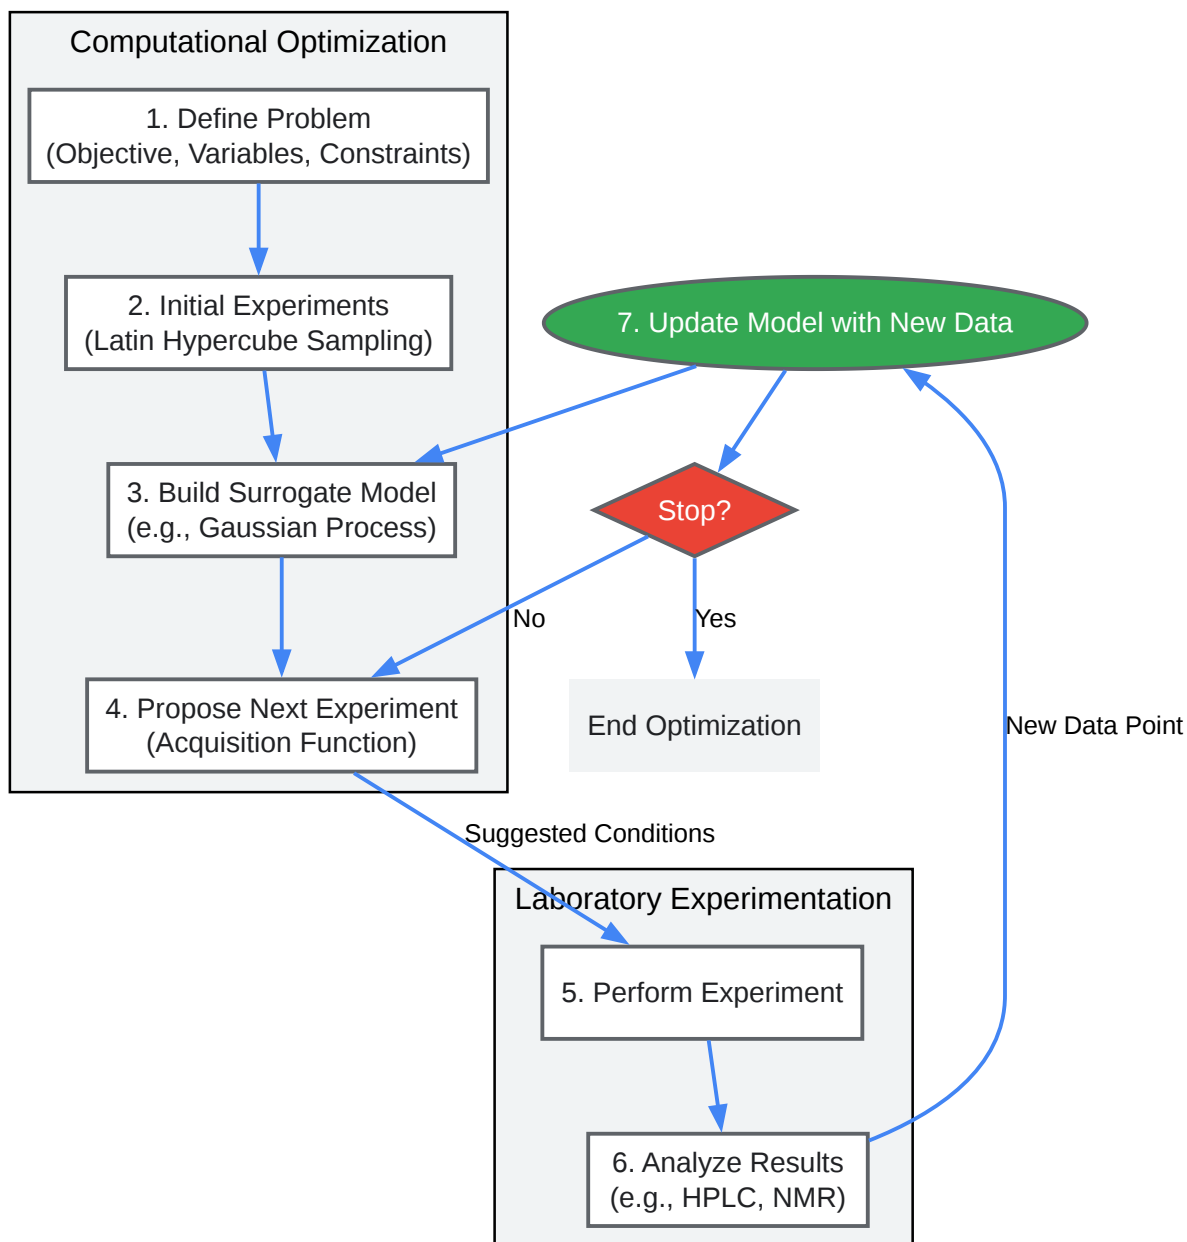 Computational Optimization
1. Define Problem
(Objective, Variables, Constraints)
2. Initial Experiments
(Latin Hypercube Sampling)
7. Update Model with New Data
3. Build Surrogate Model
(e.g., Gaussian Process)
Stop?
No
Yes
4. Propose Next Experiment
(Acquisition Function)
End Optimization
New Data Point
Suggested Conditions
Laboratory Experimentation
5. Perform Experiment
6. Analyze Results
(e.g., HPLC, NMR)